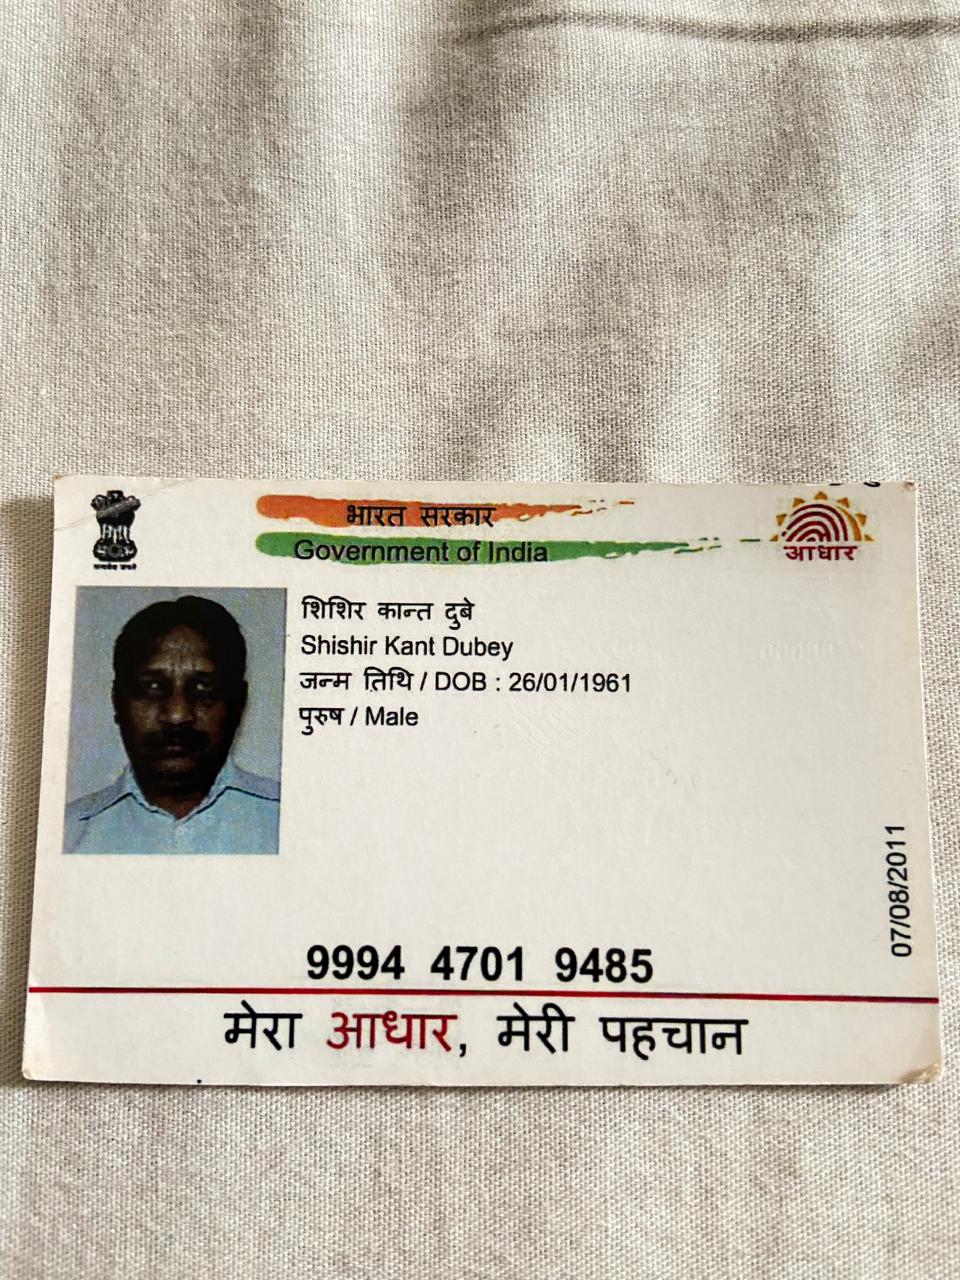 भारत सरकार
Government of India
आधार
शिशिर कान्त दुबे
Shishir Kant Dubey
जन्म तिथि / DOB : 26/01/1961
पुरुष / Male
07/08/2011
9994 4701 9485
मेरा आधार, मेरी पहचान